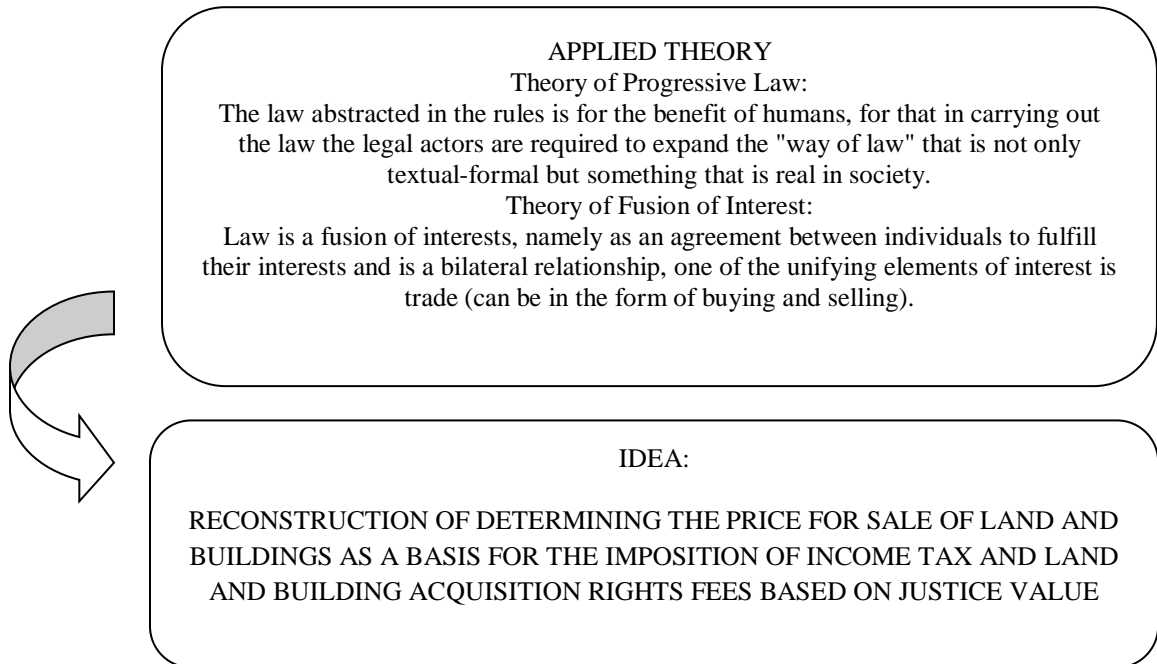 APPLIED THEORY
Theory of Progressive Law:
The law abstracted in the rules is for the benefit of humans, for that in carrying out
the law the legal actors are required to expand the "way of law" that is not only
textual-formal but something that is real in society.
Theory of Fusion of Interest:
Law is a fusion of interests, namely as an agreement between individuals to fulfill
their interests and is a bilateral relationship, one of the unifying elements of interest is
trade (can be in the form of buying and selling).
IDEA:
RECONSTRUCTION OF DETERMINING THE PRICE FOR SALE OF LAND AND
BUILDINGS AS A BASIS FOR THE IMPOSITION OF INCOME TAX AND LAND
AND BUILDING ACQUISITION RIGHTS FEES BASED ON JUSTICE VALUE